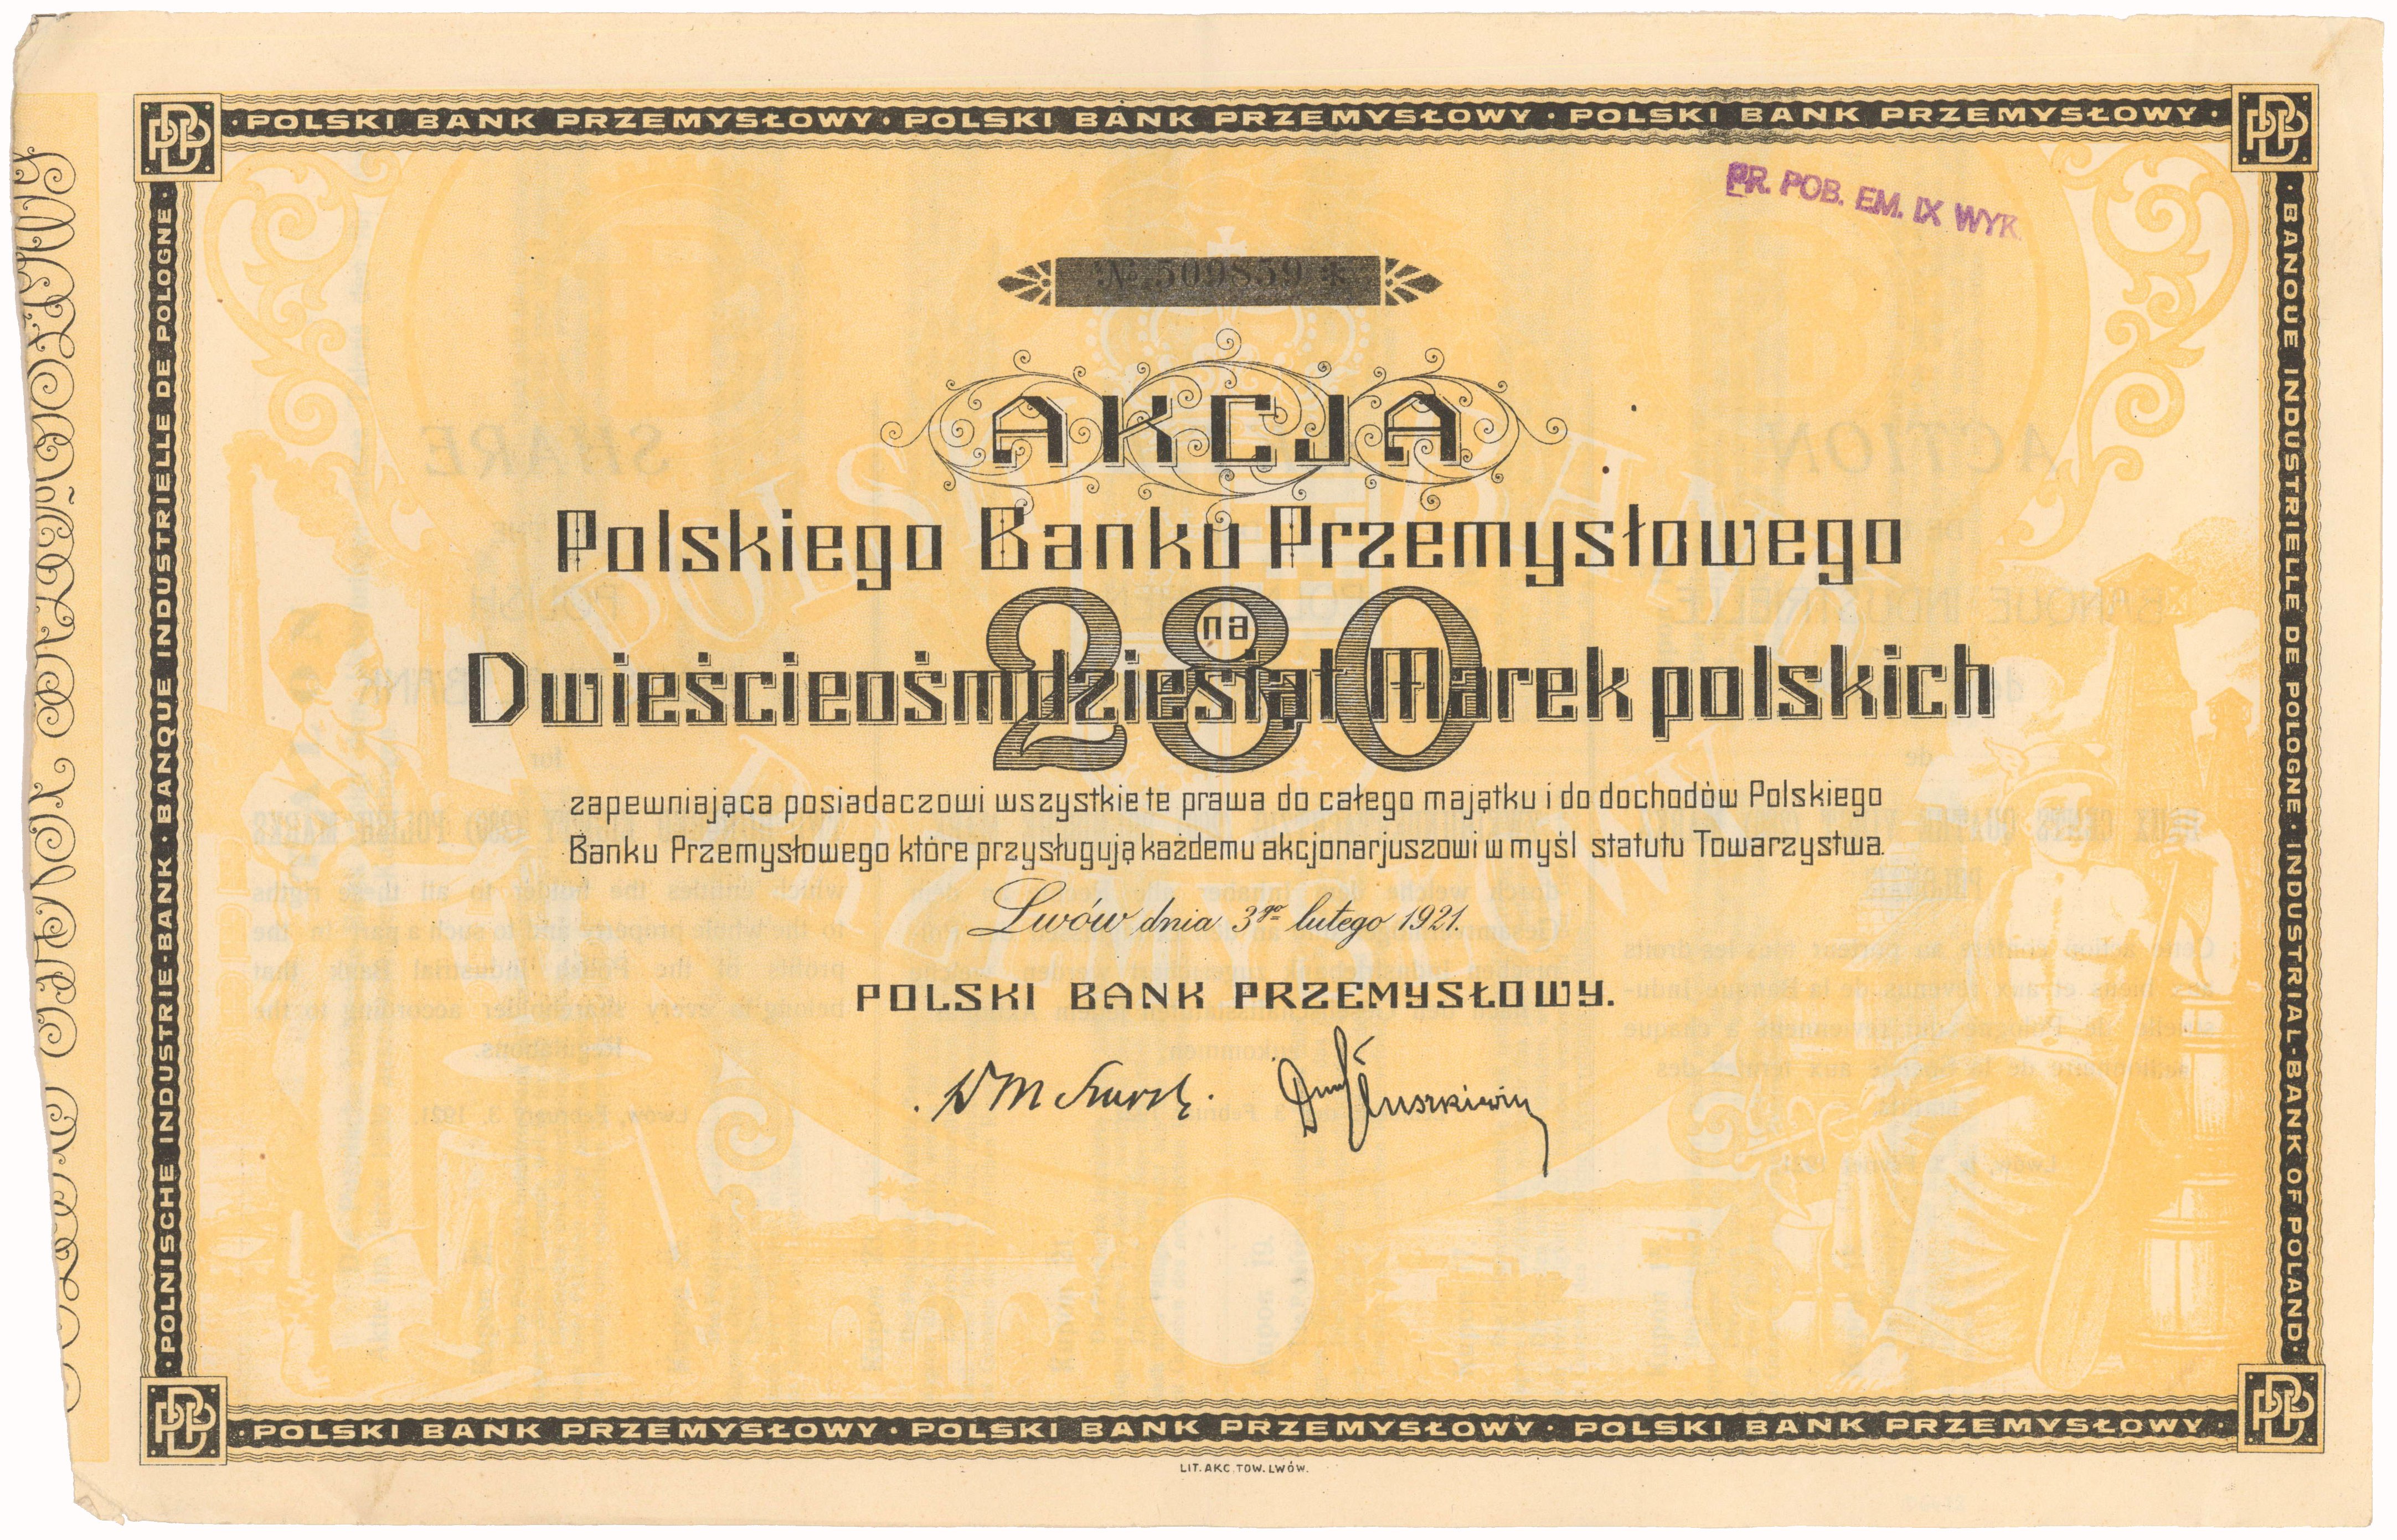 · POLSKI BANK PRZEMYSŁOWY · POLSKI BANK PRZEMYSŁOWY · POLSKI BANK PRZEMYSŁOWY ·
PR. POB. EM. IX WYK.
№ 509859 *
AKCJA
Polskiego Banku Przemysłowego
na
280
Dwieścieośmdziesiąt Marek polskich
zapewniająca posiadaczowi wszystkie te prawa do całego majątku i do dochodów Polskiego
Banku Przemysłowego które przysługują każdemu akcjonarjuszowi w myśl statutu Towarzystwa.
Lwów dnia 3go lutego 1921.
POLSKI BANK PRZEMYSŁOWY.
· POLNISCHE INDUSTRIE-BANK · BANQUE INDUSTRIELLE DE POLOGNE ·
· BANQUE INDUSTRIELLE DE POLOGNE · INDUSTRIAL-BANK OF POLAND ·
POLSKI BANK
PRZEMYSŁOWY
· POLSKI BANK PRZEMYSŁOWY · POLSKI BANK PRZEMYSŁOWY · POLSKI BANK PRZEMYSŁOWY ·
LIT. AKC. TOW. LWÓW.